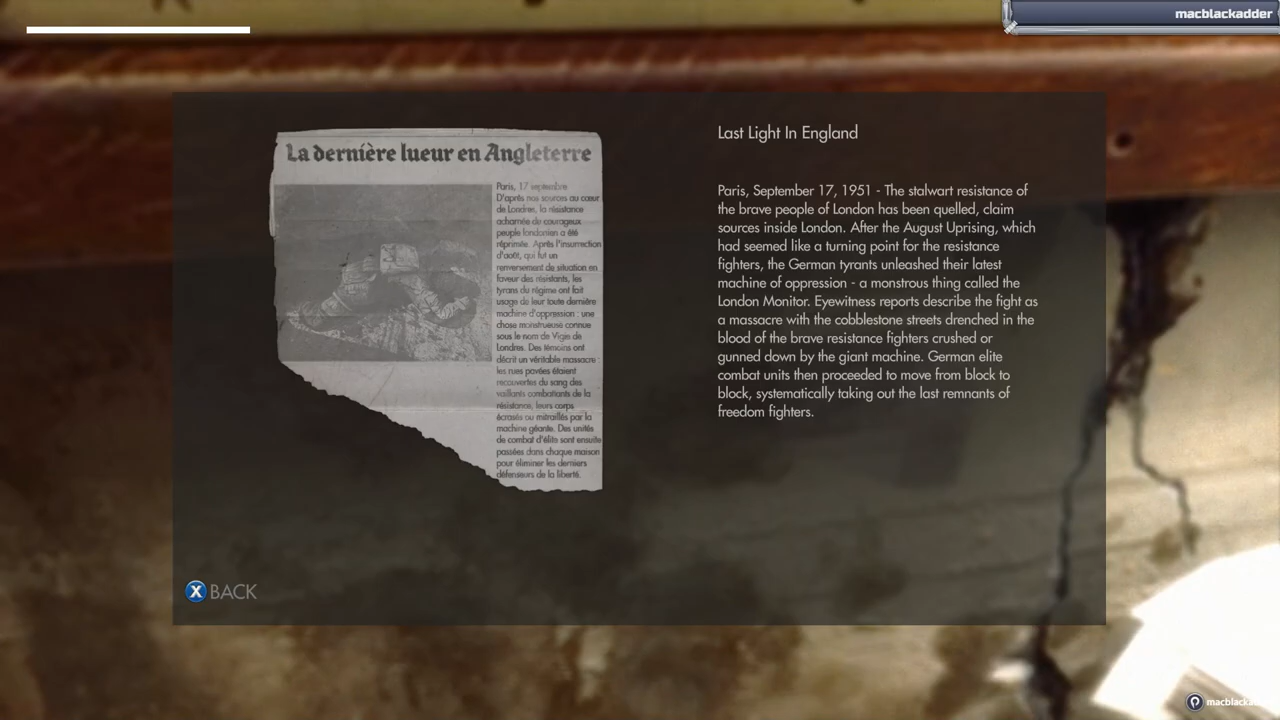 macblackadder
La dernière lueur en Angleterre
Paris, 17 septembre
D'après nos sources au cœur
de Londres, la résistance
acharnée de courageux
peuple londonien a été
réprimée. Après l'insurrection
d'août, qui fut un
renversement de situation en
faveur des résistants, les
tyrans du régime ont fait
usage de leur toute dernière
machine d'oppression : une
chose monstrueuse connue
sous le nom de Vigie de
Londres. Des témoins ont
décrit un véritable massacre :
les rues pavées étaient
recouvertes du sang des
vaillants combattants de la
résistance, leurs corps
écrasés ou mitraillés par la
machine géante. Des unités
de combat d'élite sont ensuite
passées dans chaque maison
pour éliminer les derniers
défenseurs de la liberté.
Last Light In England
Paris, September 17, 1951 - The stalwart resistance of
the brave people of London has been quelled, claim
sources inside London. After the August Uprising, which
had seemed like a turning point for the resistance
fighters, the German tyrants unleashed their latest
machine of oppression - a monstrous thing called the
London Monitor. Eyewitness reports describe the fight as
a massacre with the cobblestone streets drenched in the
blood of the brave resistance fighters crushed or
gunned down by the giant machine. German elite
combat units then proceeded to move from block to
block, systematically taking out the last remnants of
freedom fighters.
X BACK